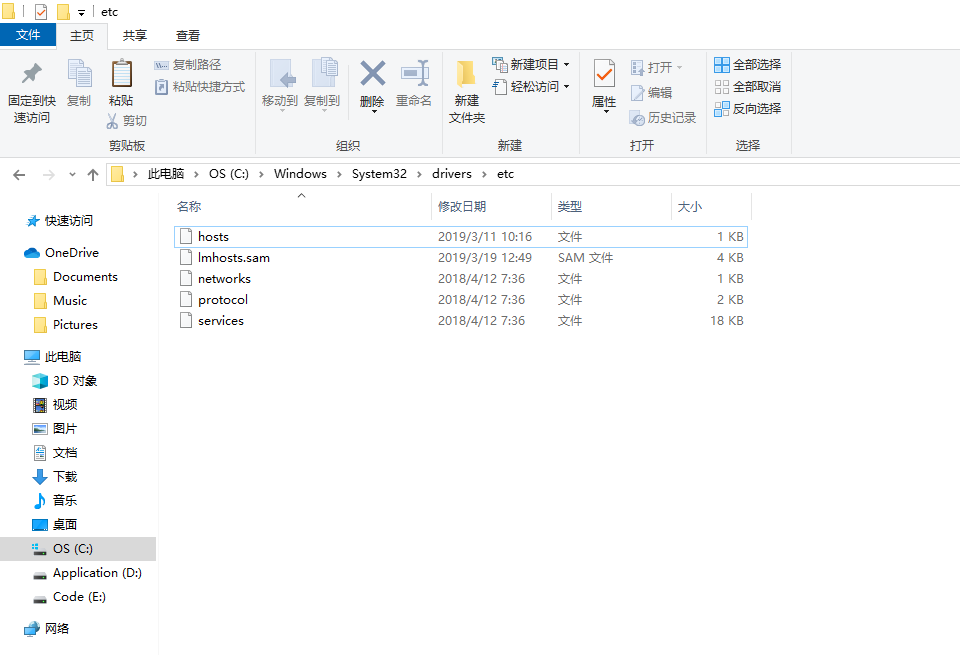 etc
文件 主页 共享 查看
固定到快速访问
复制
粘贴
复制路径
粘贴快捷方式
剪切
剪贴板
移动到 复制到
删除 重命名
组织
新建文件夹
新建项目
轻松访问
新建
属性
打开
编辑
历史记录
打开
全部选择
全部取消
反向选择
选择
此电脑 OS (C:) Windows System32 drivers etc
名称 修改日期 类型 大小
hosts 2019/3/11 10:16 文件 1 KB
lmhosts.sam 2019/3/19 12:49 SAM 文件 4 KB
networks 2018/4/12 7:36 文件 1 KB
protocol 2018/4/12 7:36 文件 2 KB
services 2018/4/12 7:36 文件 18 KB
快速访问
OneDrive
Documents
Music
Pictures
此电脑
3D 对象
视频
图片
文档
下载
音乐
桌面
OS (C:)
Application (D:)
Code (E:)
网络